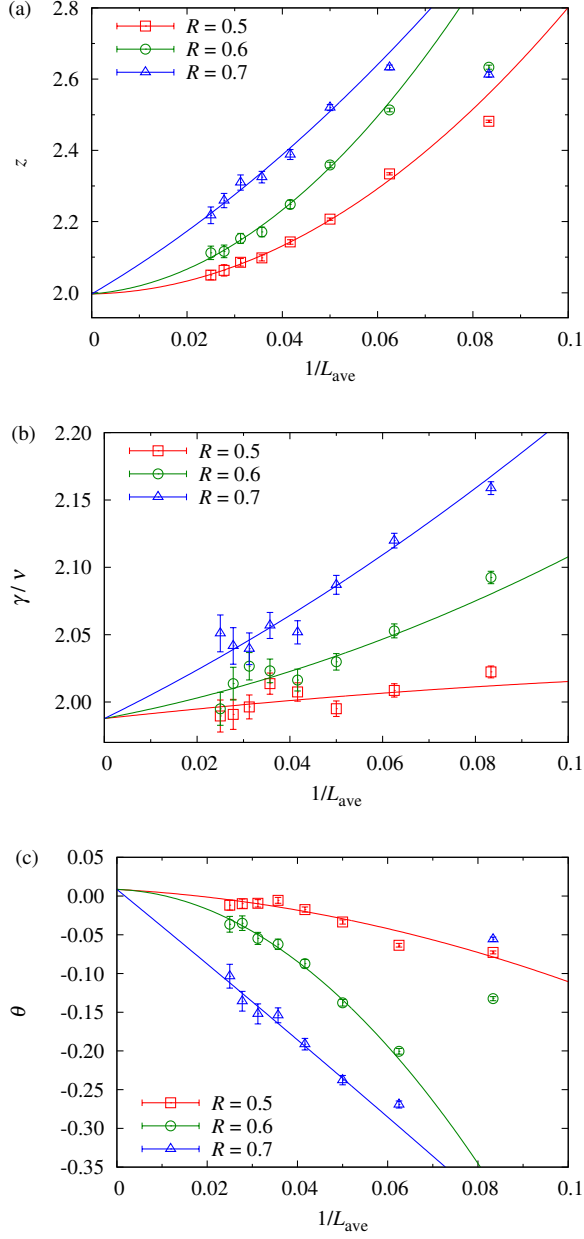 (a)
R = 0.5
R = 0.6
R = 0.7
2.8
2.6
2.4
2.2
2.0
z
0 0.02 0.04 0.06 0.08 0.1
1/L_ave
(b)
R = 0.5
R = 0.6
R = 0.7
2.20
2.15
2.10
2.05
2.00
γ/ν
0 0.02 0.04 0.06 0.08 0.1
1/L_ave
(c)
0.05
0.00
-0.05
-0.10
-0.15
-0.20
-0.25
-0.30
-0.35
θ
R = 0.5
R = 0.6
R = 0.7
0 0.02 0.04 0.06 0.08 0.1
1/L_ave